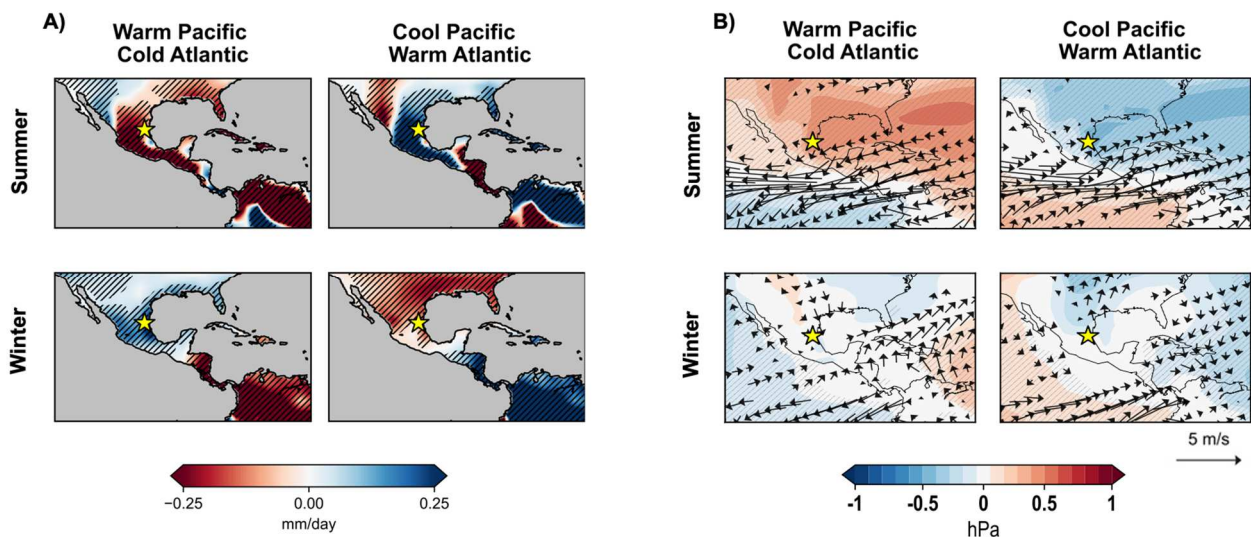 A)
Warm Pacific
Cold Atlantic
Cool Pacific
Warm Atlantic
Summer
Winter
−0.25
0.00
0.25
mm/day
B)
Warm Pacific
Cold Atlantic
Cool Pacific
Warm Atlantic
Summer
Winter
5 m/s
-1
-0.5
0
0.5
1
hPa